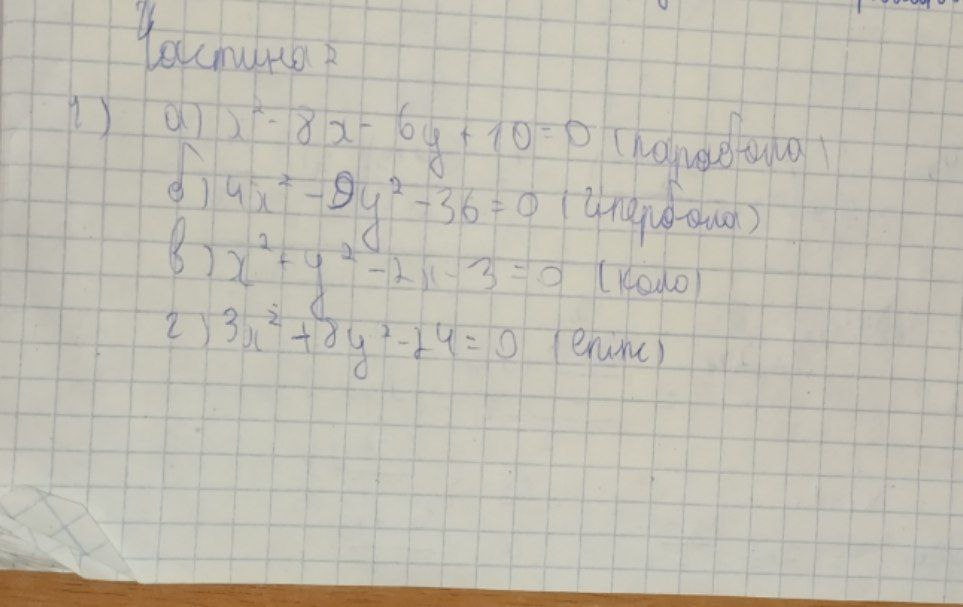 Частина 2
1) а) x² - 8x - 6y + 10 = 0 (парабола)
б) 4x² - 9y² - 36 = 0 (гіпербола)
в) x² + y² - 2x - 3 = 0 (коло)
г) 3x² + 8y² - 24 = 0 (еліпс)